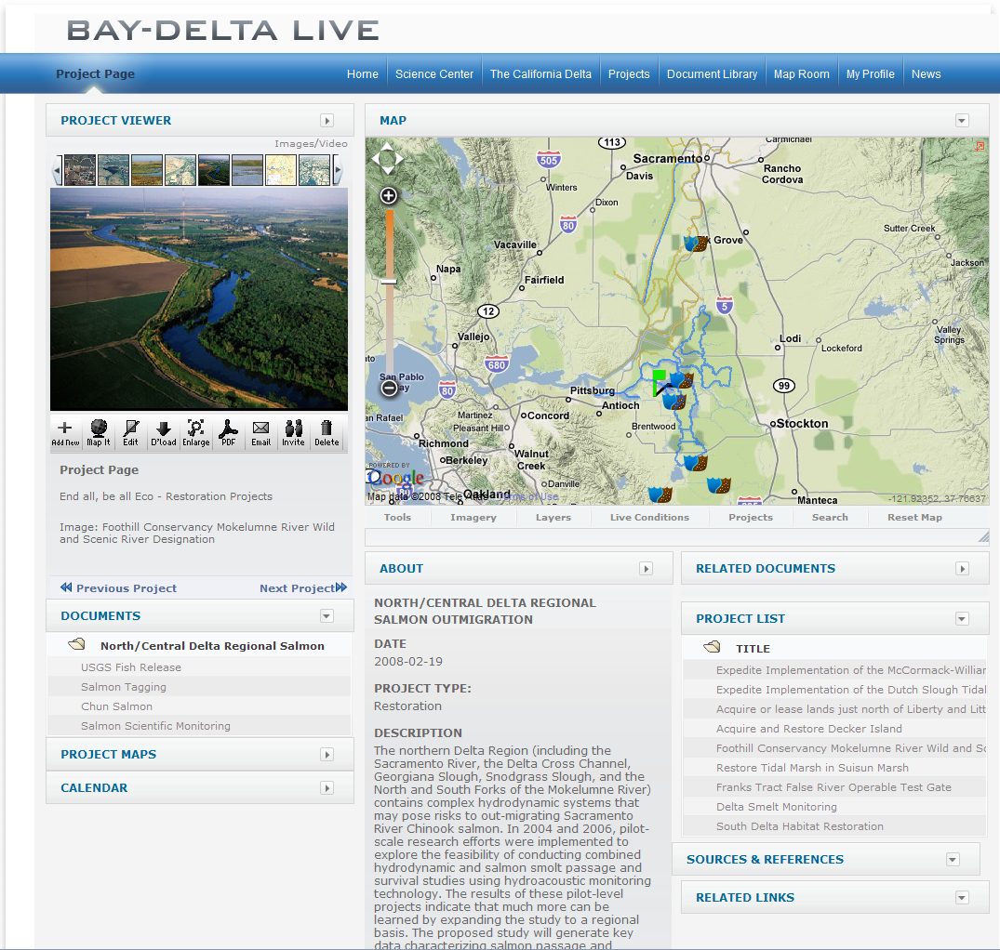 BAY-DELTA LIVE
Project Page
Home
Science Center
The California Delta
Projects
Document Library
Map Room
My Profile
News
PROJECT VIEWER
Images/Video
Add New
Map It
Edit
D'load
Enlarge
PDF
Email
Invite
Delete
Project Page
End all, be all Eco - Restoration Projects
Image: Foothill Conservancy Mokelumne River Wild
and Scenic River Designation
Previous Project
Next Project
DOCUMENTS
North/Central Delta Regional Salmon
USGS Fish Release
Salmon Tagging
Chun Salmon
Salmon Scientific Monitoring
PROJECT MAPS
CALENDAR
MAP
113
Carmichael
505
Sacramento
Davis
Rancho
Cordova
Winters
Dixon
80
Sutter Creek
k Grove
Vacaville
Jackson
Napa
Fairfield
5
12
Valley
Springs
Vallejo
Lodi
Lockeford
nto
680
San Pablo
ay
80
99
Pittsburg
Antioch
Martinez
Concord
an Rafael
Pleasant Hill
Brentwood
Stockton
Richmond
Walnut
Creek
Berkeley
POWERED BY
Google
Danville
Oakland
Manteca
Map data ©2008 Tele Atlas - Terms of Use
-121.92352, 37.76637
Tools
Imagery
Layers
Live Conditions
Projects
Search
Reset Map
ABOUT
NORTH/CENTRAL DELTA REGIONAL
SALMON OUTMIGRATION
DATE
2008-02-19
PROJECT TYPE:
Restoration
DESCRIPTION
The northern Delta Region (including the
Sacramento River, the Delta Cross Channel,
Georgiana Slough, Snodgrass Slough, and the
North and South Forks of the Mokelumne River)
contains complex hydrodynamic systems that
may pose risks to out-migrating Sacramento
River Chinook salmon. In 2004 and 2006, pilot-
scale research efforts were implemented to
explore the feasibility of conducting combined
hydrodynamic and salmon smolt passage and
survival studies using hydroacoustic monitoring
technology. The results of these pilot-level
projects indicate that much more can be
learned by expanding the study to a regional
basis. The proposed study will generate key
data characterizing salmon passage and
RELATED DOCUMENTS
PROJECT LIST
TITLE
Expedite Implementation of the McCormack-Williar
Expedite Implementation of the Dutch Slough Tidal
Acquire or lease lands just north of Liberty and Litt
Acquire and Restore Decker Island
Foothill Conservancy Mokelumne River Wild and Sc
Restore Tidal Marsh in Suisun Marsh
Franks Tract False River Operable Test Gate
Delta Smelt Monitoring
South Delta Habitat Restoration
SOURCES & REFERENCES
RELATED LINKS